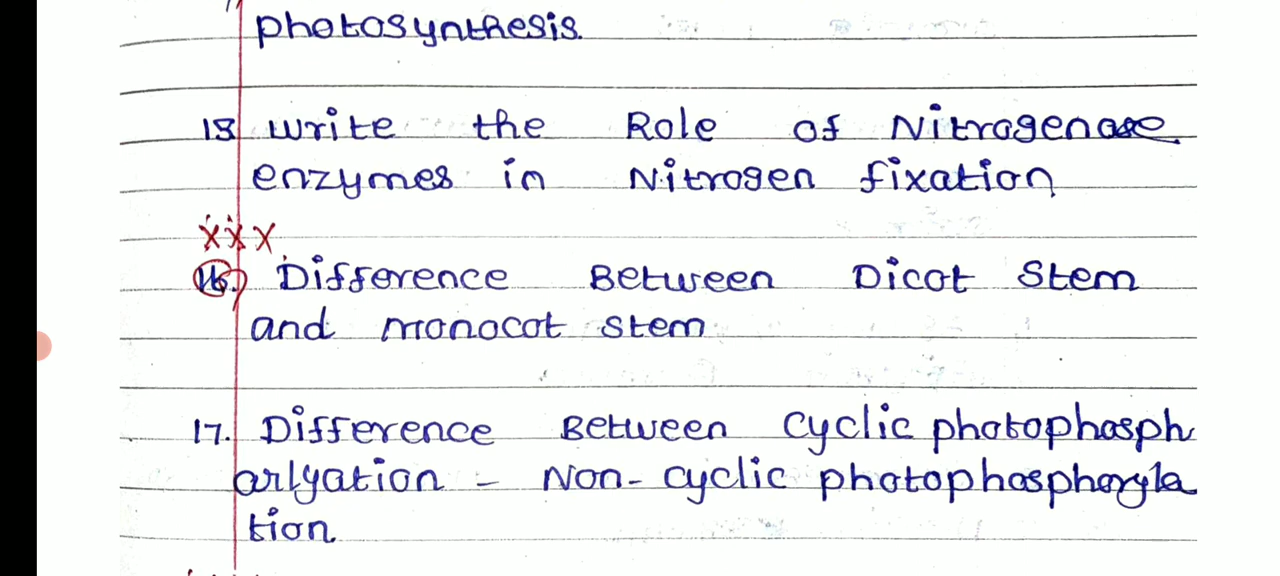 photosynthesis.
18 write the Role of Nitrogenase
enzymes in Nitrogen fixation
xxx
16.) Difference Between Dicot Stem
and monocot stem
17. Difference Between cyclic photophosph
orlyation - Non-cyclic photophosphoryla
tion.